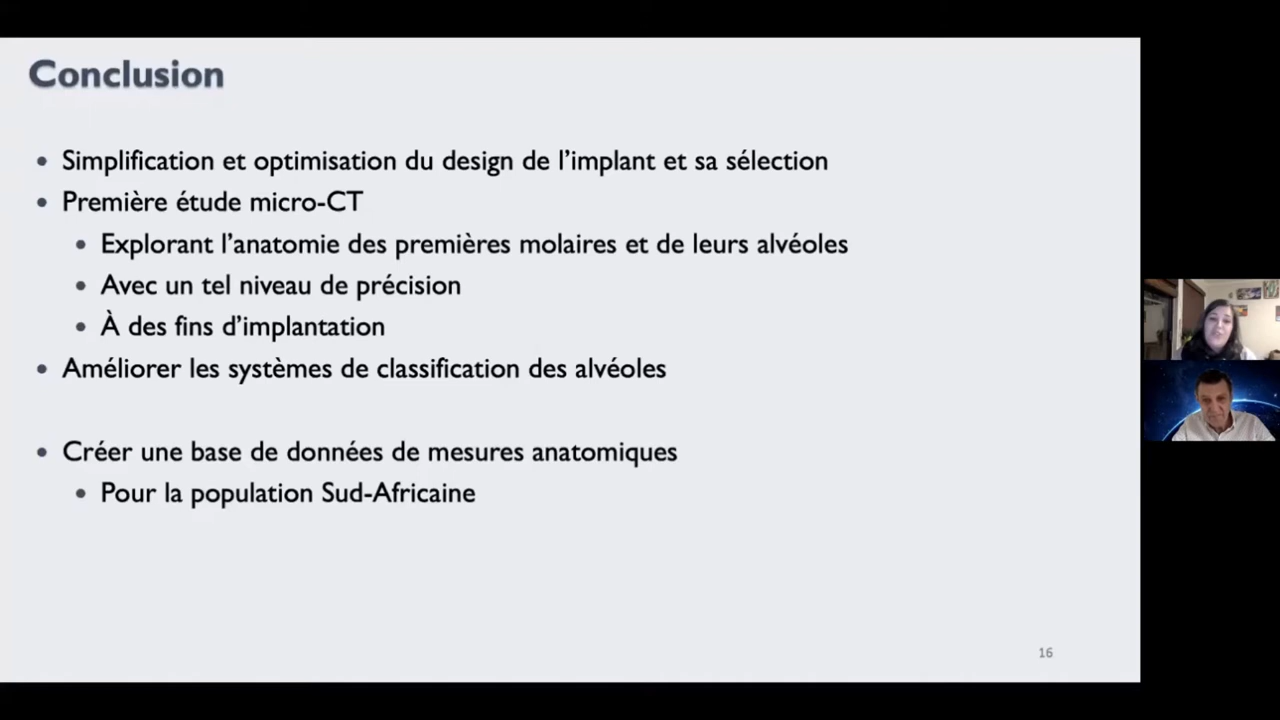 Conclusion
• Simplification et optimisation du design de l’implant et sa sélection
• Première étude micro-CT
• Explorant l’anatomie des premières molaires et de leurs alvéoles
• Avec un tel niveau de précision
• À des fins d’implantation
• Améliorer les systèmes de classification des alvéoles
• Créer une base de données de mesures anatomiques
• Pour la population Sud-Africaine
16